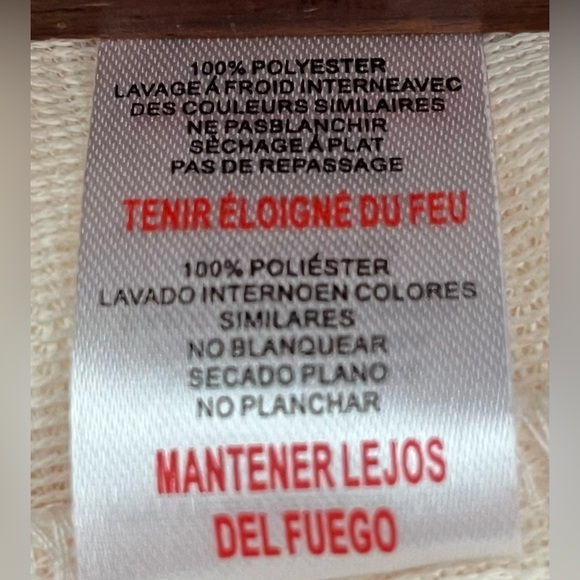 100% POLYESTER
LAVAGE À FROID INTERNEAVEC
DES COULEURS SIMILAIRES
NE PASBLANCHIR
SÉCHAGE À PLAT
PAS DE REPASSAGE
TENIR ÉLOIGNÉ DU FEU
100% POLIÉSTER
LAVADO INTERNOEN COLORES
SIMILARES
NO BLANQUEAR
SECADO PLANO
NO PLANCHAR
MANTENER LEJOS
DEL FUEGO